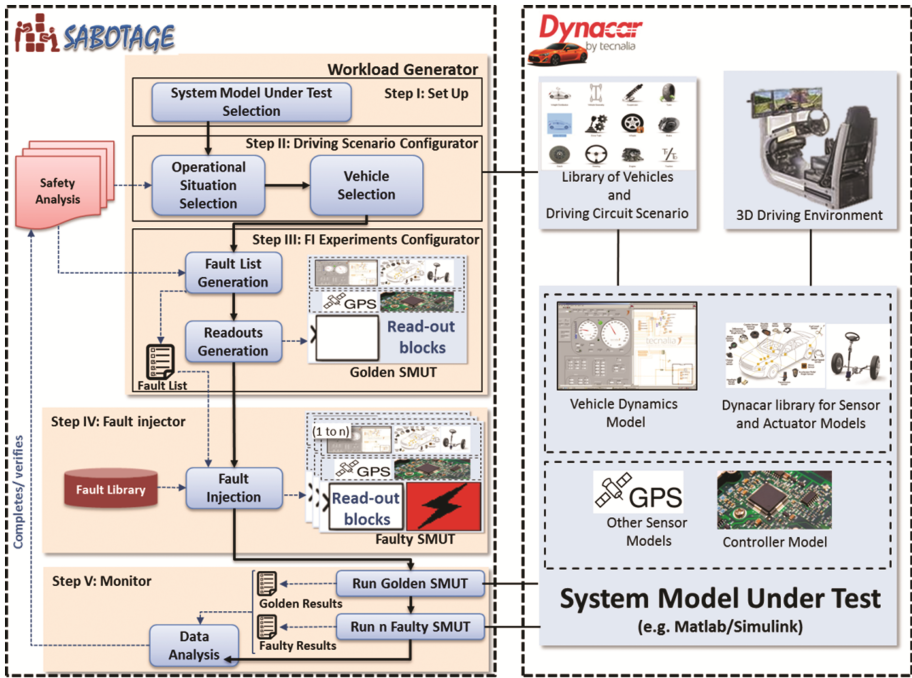 SABOTAGE
Workload Generator
Step I: Set Up
System Model Under Test
Selection
Step II: Driving Scenario Configurator
Operational
Situation
Selection
Vehicle
Selection
Safety
Analysis
Step III: FI Experiments Configurator
Fault List
Generation
GPS
Readouts
Generation
Read-out
blocks
Golden SMUT
Fault List
Step IV: Fault injector
(1 to n)
GPS
Fault Library
Fault
Injection
Read-out
blocks
Faulty SMUT
Completes/ verifies
Step V: Monitor
Run Golden SMUT
Golden Results
Run n Faulty SMUT
Faulty Results
Data
Analysis
Dynacar
by tecnalia
Library of Vehicles
and
Driving Circuit Scenario
3D Driving Environment
tecnalia
Vehicle Dynamics
Model
Dynacar library for Sensor
and Actuator Models
GPS
Other Sensor
Models
Controller Model
System Model Under Test
(e.g. Matlab/Simulink)